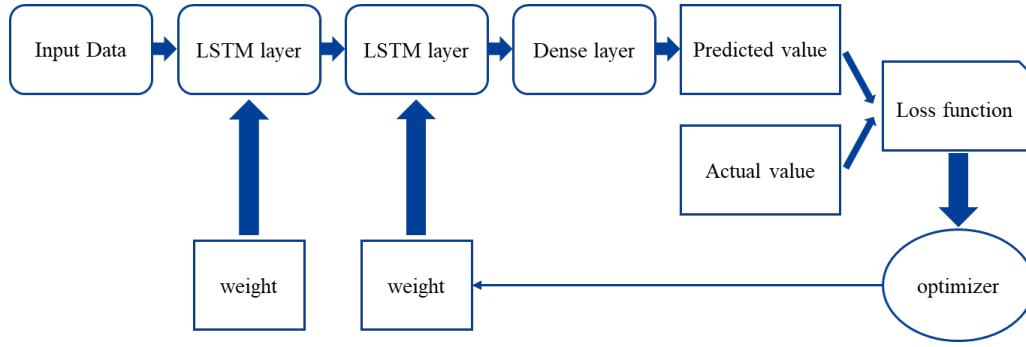 Input Data
LSTM layer
LSTM layer
Dense layer
Predicted value
Loss function
Actual value
weight
weight
optimizer